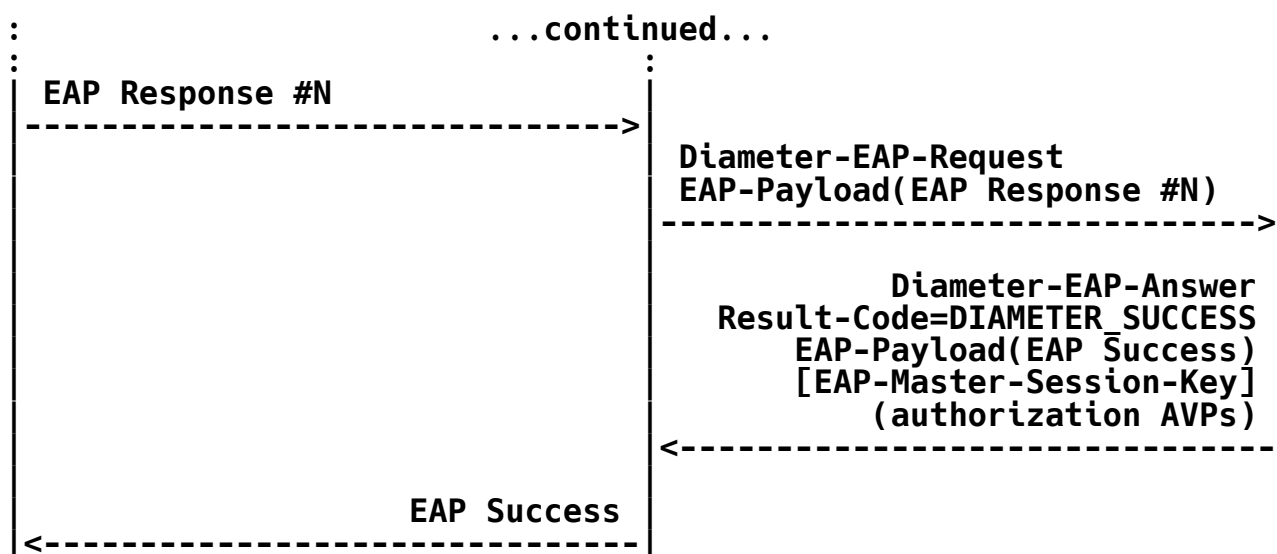 ...continued...
EAP Response #N
Diameter-EAP-Request
EAP-Payload(EAP Response #N)
Diameter-EAP-Answer
Result-Code=DIAMETER_SUCCESS
EAP-Payload(EAP Success)
[EAP-Master-Session-Key]
(authorization AVPs)
EAP Success